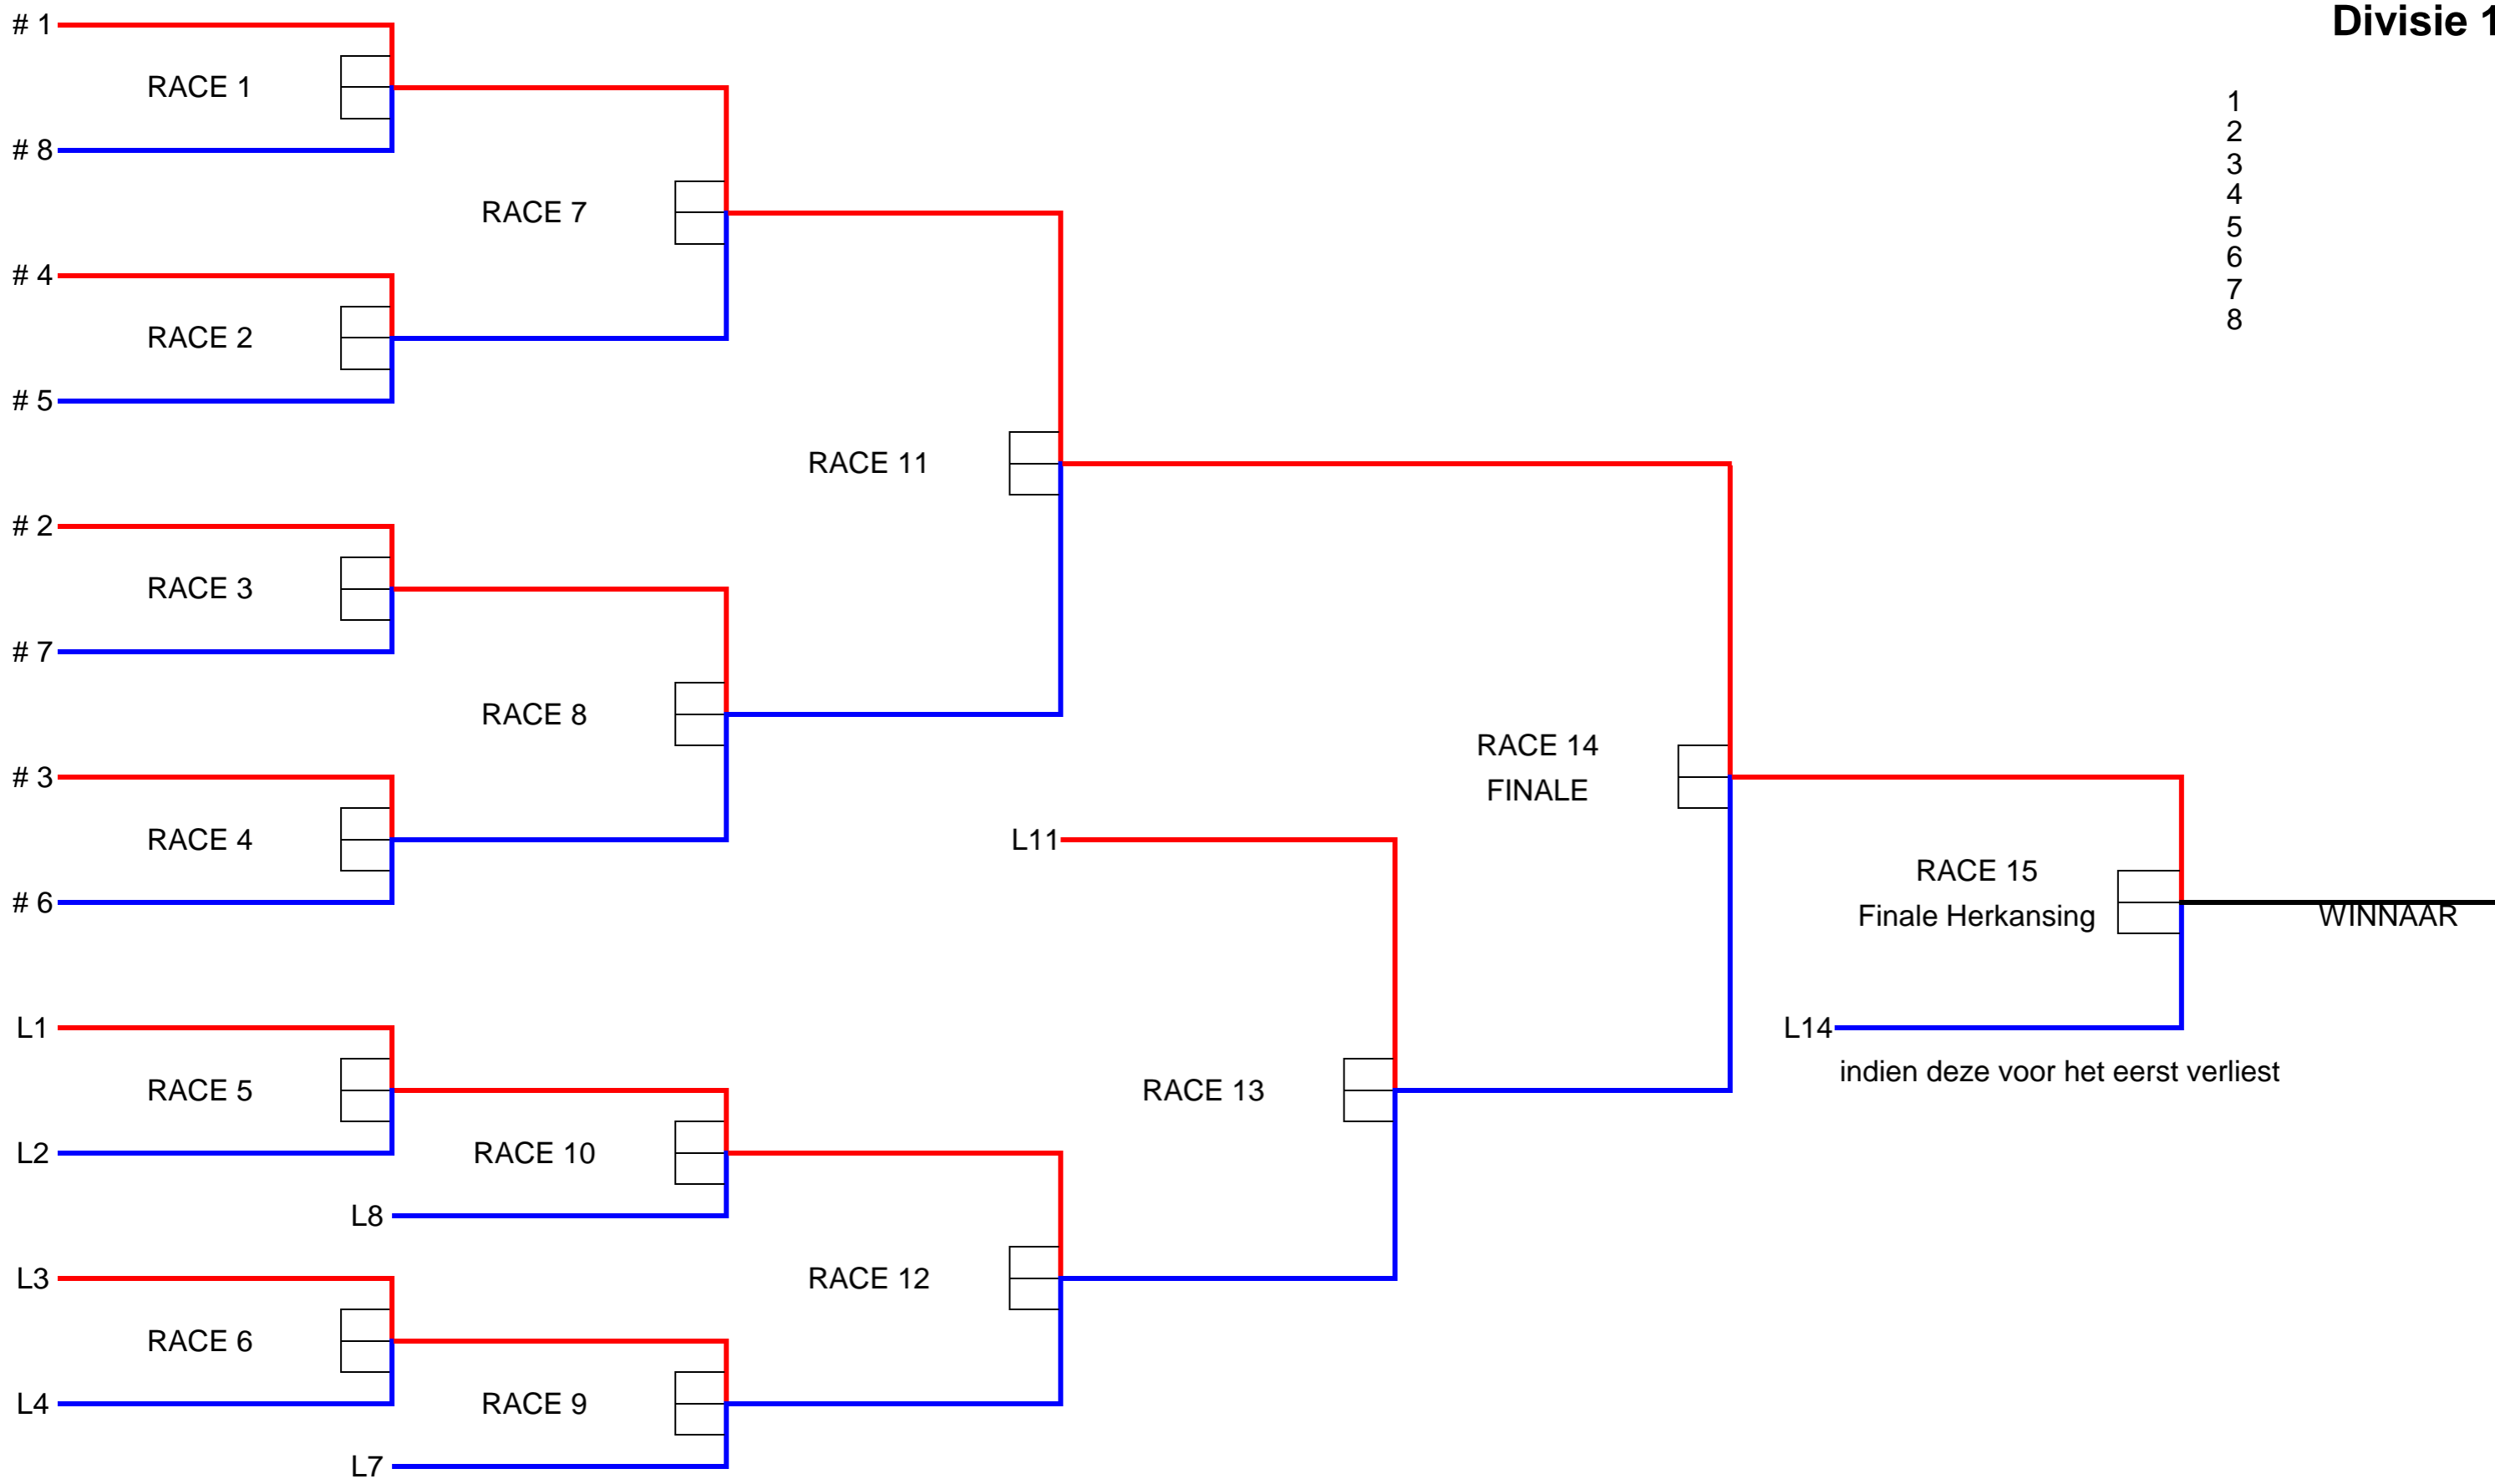 # 1
Divisie 1
RACE 1
1
2
# 8
3
4
RACE 7
5
6
# 4
7
8
RACE 2
# 5
RACE 11
# 2
RACE 3
# 7
RACE 8
RACE 14
FINALE
# 3
RACE 4
L11
RACE 15
Finale Herkansing
WINNAAR
# 6
L1
L14
indien deze voor het eerst verliest
RACE 5
RACE 13
L2
RACE 10
L8
L3
RACE 12
RACE 6
L4
RACE 9
L7